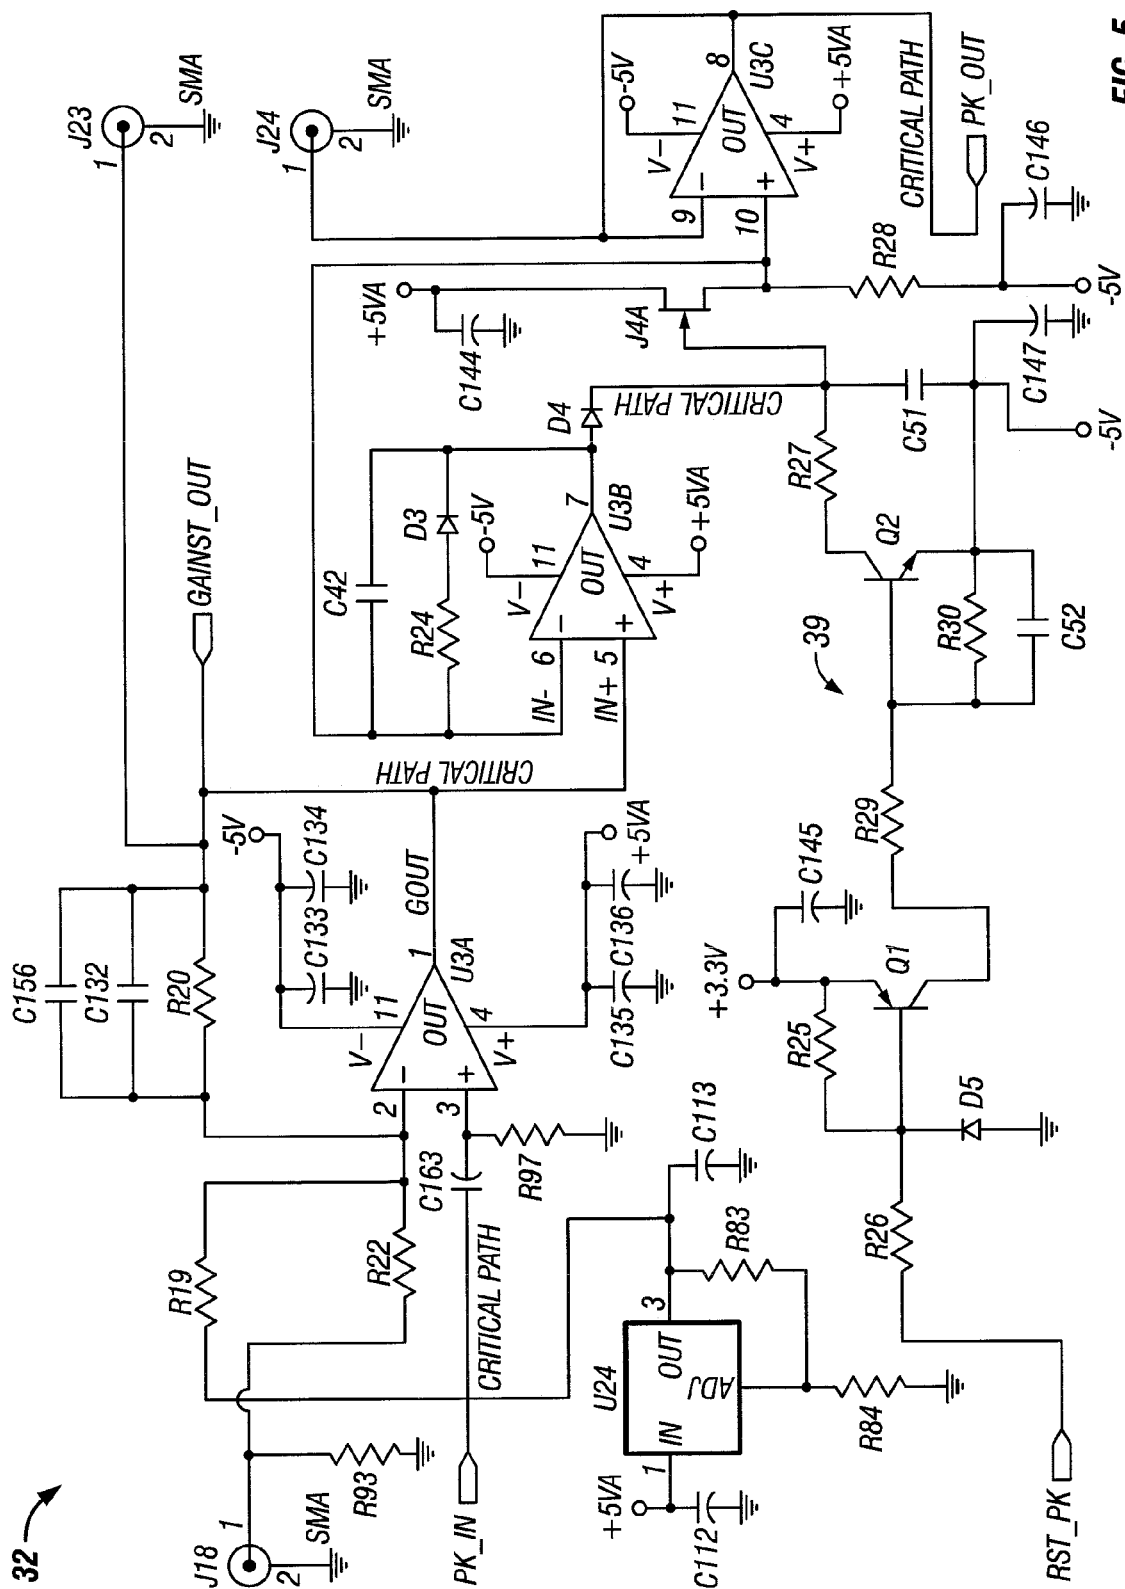 32
J18
1
2
SMA
R93
R19
R22
PK_IN
CRITICAL PATH
C163
R97
2
3
−
+
OUT
V−
11
V+
4
1
U3A
GOUT
C156
C132
R20
-5V
C133
C134
C135
C136
+5VA
GAINST_OUT
CRITICAL PATH
J23
1
2
SMA
J24
1
2
SMA
C42
R24
D3
IN-
6
IN+
5
−
+
OUT
V−
11
-5V
V+
4
+5VA
7
U3B
D4
CRITICAL PATH
+5VA
C144
J4A
9
10
−
+
OUT
V−
11
-5V
V+
4
+5VA
8
U3C
CRITICAL PATH
PK_OUT
R28
C146
-5V
C147
-5V
C51
R27
Q2
R30
C52
39
R29
+3.3V
C145
Q1
R25
D5
R26
RST_PK
+5VA
C112
1
IN
U24
OUT
3
ADJ
R83
R84
C113
FIG. 5